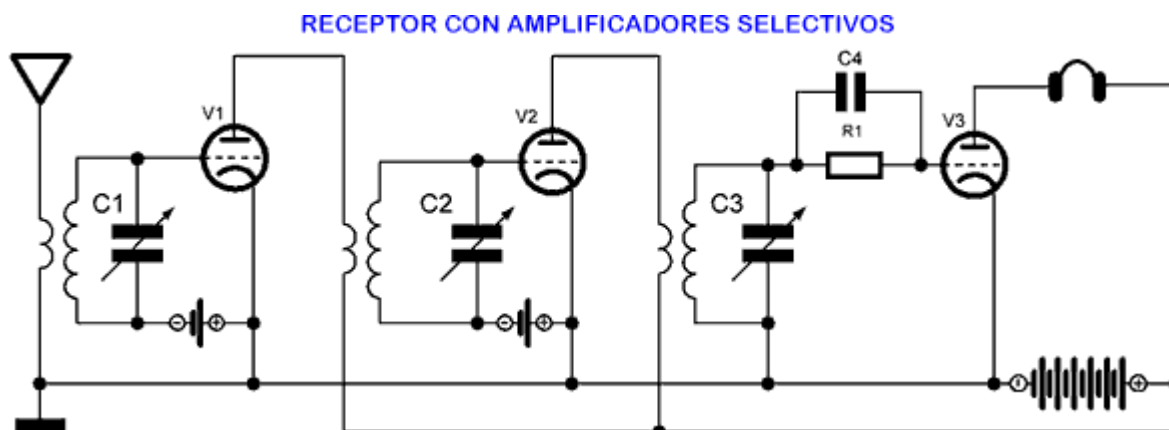 RECEPTOR CON AMPLIFICADORES SELECTIVOS
C4
V1
V2
R1
V3
C1
C2
C3
- +
- +
- +